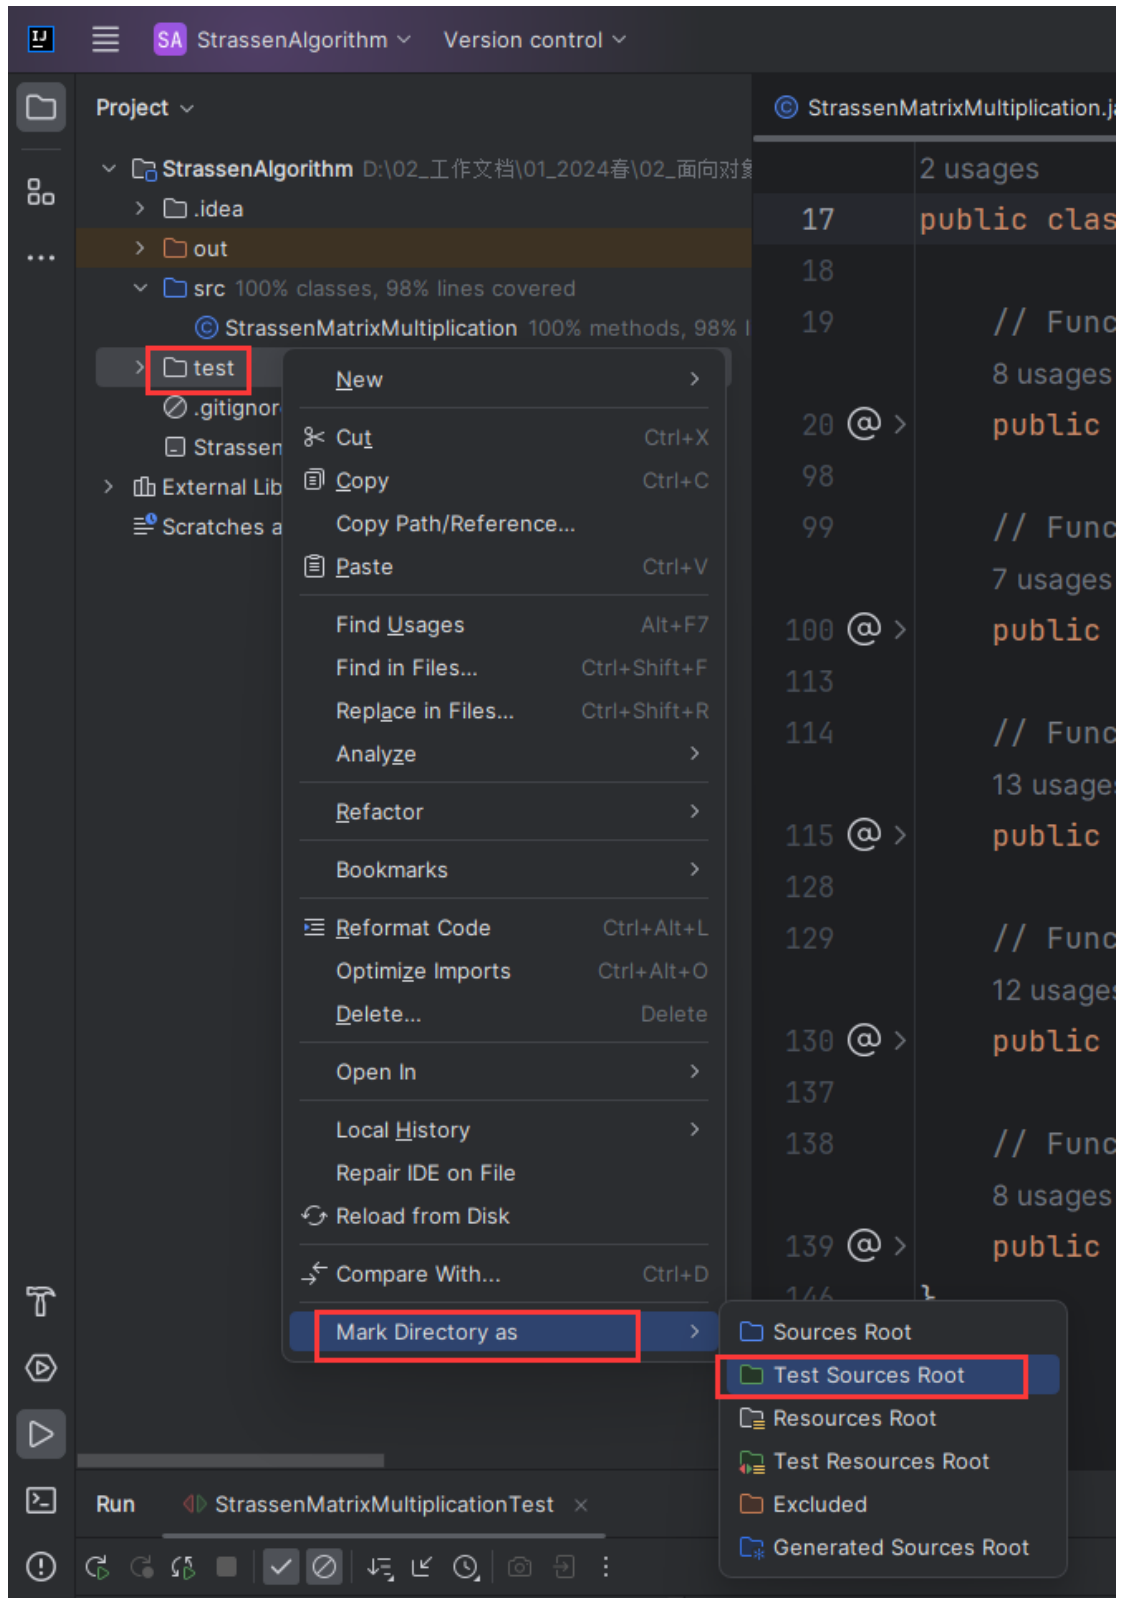 IJ
SA StrassenAlgorithm Version control
Project
StrassenMatrixMultiplication.ja
StrassenAlgorithm D:\02_工作文档\01_2024春\02_面向对象
.idea
out
src 100% classes, 98% lines covered
StrassenMatrixMultiplication 100% methods, 98% l
test
.gitignor
Strassen
External Lib
Scratches a
New
Cut Ctrl+X
Copy Ctrl+C
Copy Path/Reference...
Paste Ctrl+V
Find Usages Alt+F7
Find in Files... Ctrl+Shift+F
Replace in Files... Ctrl+Shift+R
Analyze
Refactor
Bookmarks
Reformat Code Ctrl+Alt+L
Optimize Imports Ctrl+Alt+O
Delete... Delete
Open In
Local History
Repair IDE on File
Reload from Disk
Compare With... Ctrl+D
Mark Directory as
Sources Root
Test Sources Root
Resources Root
Test Resources Root
Excluded
Generated Sources Root
2 usages
17 public clas
18
19 // Func
8 usages
20 @ > public
98
99 // Func
7 usages
100 @ > public
113
114 // Func
13 usages
115 @ > public
128
129 // Func
12 usages
130 @ > public
137
138 // Func
8 usages
139 @ > public
146 }
Run StrassenMatrixMultiplicationTest ×